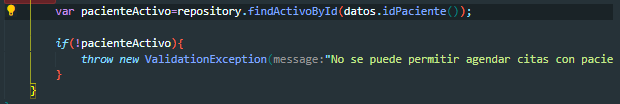 var pacienteActivo=repository.findActivoById(datos.idPaciente());
if(!pacienteActivo){
throw new ValidationException(message:"No se puede permitir agendar citas con pacie
}
}